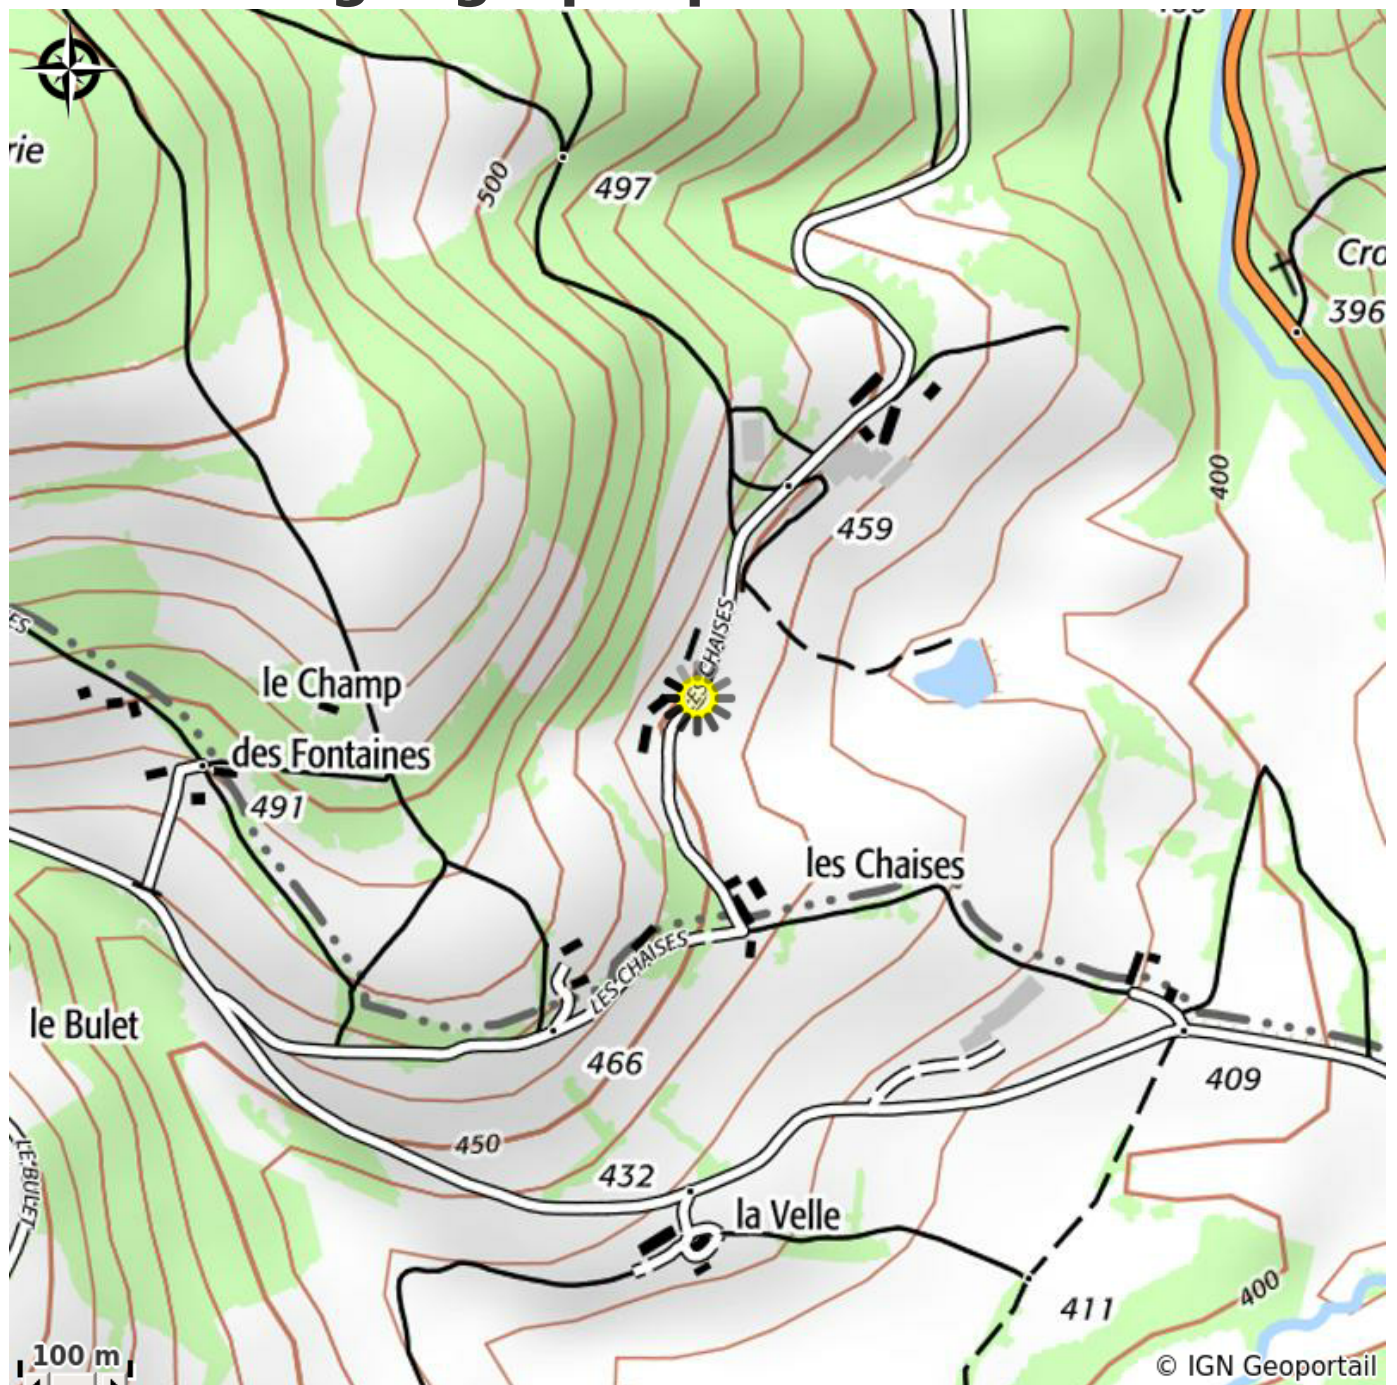 rie
500
497
Cro
396
400
459
CHAISES
ES
le Champ
des Fontaines
491
les Chaises
LES CHAISES
le Bulet
466
409
450
432
L'E BULET
la Velle
411
400
100 m
© IGN Geoportail